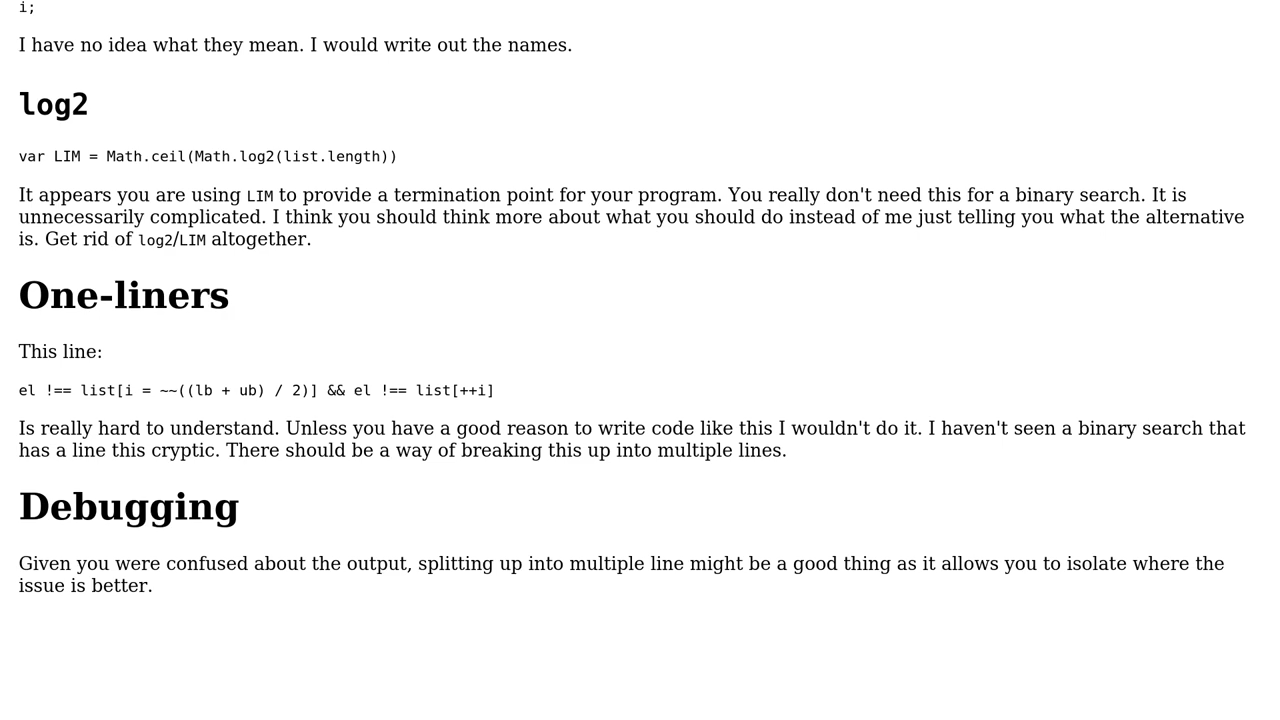 i;
I have no idea what they mean. I would write out the names.
log2
var LIM = Math.ceil(Math.log2(list.length))
It appears you are using LIM to provide a termination point for your program. You really don't need this for a binary search. It is
unnecessarily complicated. I think you should think more about what you should do instead of me just telling you what the alternative
is. Get rid of log2/LIM altogether.
One-liners
This line:
el !== list[i = ~~((lb + ub) / 2)] && el !== list[++i]
Is really hard to understand. Unless you have a good reason to write code like this I wouldn't do it. I haven't seen a binary search that
has a line this cryptic. There should be a way of breaking this up into multiple lines.
Debugging
Given you were confused about the output, splitting up into multiple line might be a good thing as it allows you to isolate where the
issue is better.